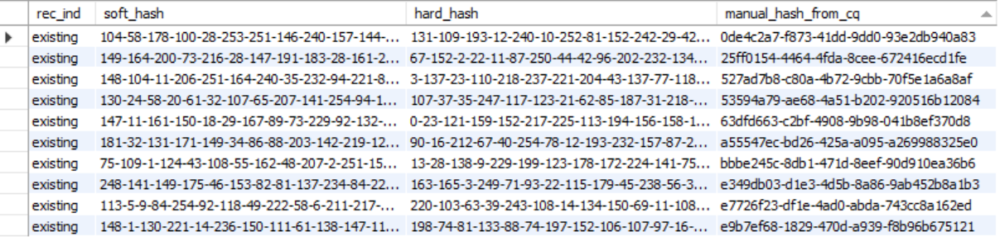 rec_ind soft_hash hard_hash manual_hash_from_cq
existing 104-58-178-100-28-253-251-146-240-157-144-... 131-109-193-12-240-10-252-81-152-242-29-42... 0de4c2a7-f873-41dd-9dd0-93e2db940a83
existing 149-164-200-73-216-28-147-191-183-28-161-2... 67-152-2-22-11-87-250-44-42-96-202-232-134... 25ff0154-4464-4fda-8cee-672416ecd1fe
existing 148-104-11-206-251-164-240-35-232-94-221-8... 3-137-23-110-218-237-221-204-43-137-77-118... 527ad7b8-c80a-4b72-9cbb-70f5e1a6a8af
existing 130-24-58-20-61-32-107-65-207-141-254-94-1... 107-37-35-247-117-123-21-62-85-187-31-218-... 53594a79-ae68-4a51-b202-920516b12084
existing 147-11-161-150-18-29-167-89-73-229-92-132-... 0-23-121-159-152-217-225-113-194-156-158-1... 63dfd663-c2bf-4908-9b98-041b8ef370d8
existing 181-32-131-171-149-34-86-88-203-142-219-12... 90-16-212-67-40-254-78-12-193-232-157-87-2... a55547ec-bd26-425a-a095-a269988325e0
existing 75-109-1-124-43-108-55-162-48-207-2-251-15... 13-28-138-9-229-199-123-178-172-224-141-75... bbbe245c-8db1-471d-8eef-90d910ea36b6
existing 248-141-149-175-46-153-82-81-137-234-84-22... 163-165-3-249-71-93-22-115-179-45-238-56-3... e349db03-d1e3-4d5b-8a86-9ab452b8a1b3
existing 113-5-9-84-254-92-118-49-222-58-6-211-217-... 220-103-63-39-243-108-14-134-150-69-11-108... e7726f23-df1e-4ad0-abda-743cc8a162ed
existing 148-1-130-221-14-236-150-111-61-138-147-11... 198-74-81-133-88-74-197-152-106-107-97-16-... e9b7ef68-1829-470d-a939-f8b96b675121